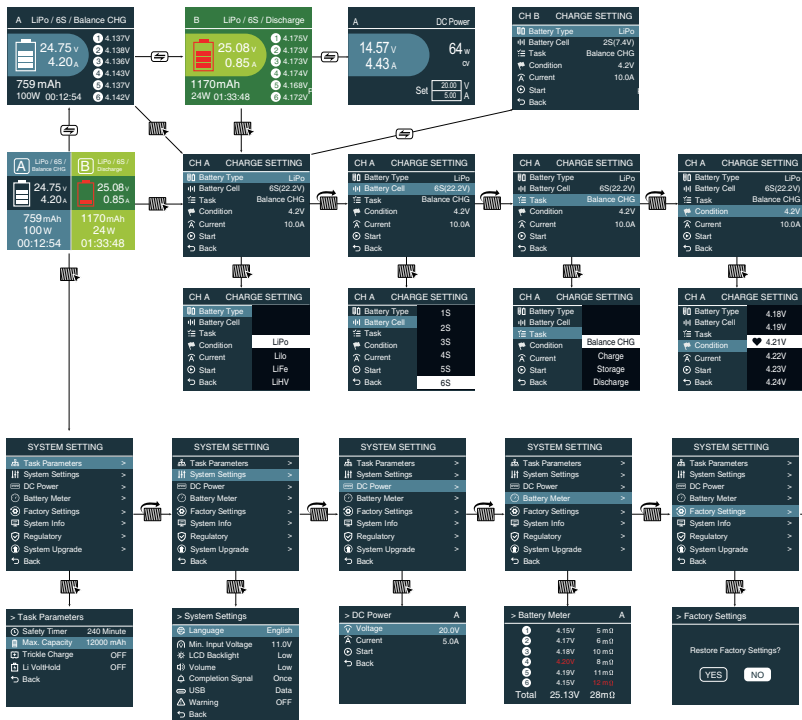 A LiPo / 6S / Balance CHG
24.75 V
4.20 A
759 mAh
100W 00:12:54
1 4.137V
2 4.138V
3 4.136V
4 4.143V
5 4.137V
6 4.142V
B LiPo / 6S / Discharge
25.08 V
0.85 A
1170mAh
24W 01:33:48
1 4.175V
2 4.173V
3 4.173V
4 4.174V
5 4.168V
6 4.172V
A DC Power
14.57 V
4.43 A
64 W
CV
Set 20.00 V
5.00 A
CH B CHARGE SETTING
Battery Type LiPo
Battery Cell 2S(7.4V)
Task Balance CHG
Condition 4.2V
Current 10.0A
Start
Back
A LiPo / 6S /
Balance CHG
24.75 V
4.20 A
759 mAh
100 W
00:12:54
B LiPo / 6S /
Discharge
25.08 V
0.85 A
1170 mAh
24 W
01:33:48
CH A CHARGE SETTING
Battery Type LiPo
Battery Cell 6S(22.2V)
Task Balance CHG
Condition 4.2V
Current 10.0A
Start
Back
CH A CHARGE SETTING
Battery Type LiPo
Battery Cell 6S(22.2V)
Task Balance CHG
Condition 4.2V
Current 10.0A
Start
Back
CH A CHARGE SETTING
Battery Type LiPo
Battery Cell 6S(22.2V)
Task Balance CHG
Condition 4.2V
Current 10.0A
Start
Back
CH A CHARGE SETTING
Battery Type LiPo
Battery Cell 6S(22.2V)
Task Balance CHG
Condition 4.2V
Current 10.0A
Start
Back
CH A CHARGE SETTING
Battery Type
Battery Cell
Task
Condition
Current
Start
Back
LiPo
LiIo
LiFe
LiHV
CH A CHARGE SETTING
Battery Type
Battery Cell
Task
Condition
Current
Start
Back
1S
2S
3S
4S
5S
6S
CH A CHARGE SETTING
Battery Type
Battery Cell
Task
Condition
Current
Start
Back
Balance CHG
Charge
Storage
Discharge
CH A CHARGE SETTING
Battery Type
Battery Cell
Task
Condition
Current
Start
Back
4.18V
4.19V
4.21V
4.22V
4.23V
4.24V
SYSTEM SETTING
Task Parameters >
System Settings >
DC Power >
Battery Meter >
Factory Settings >
System Info >
Regulatory >
System Upgrade >
Back
SYSTEM SETTING
Task Parameters >
System Settings >
DC Power >
Battery Meter >
Factory Settings >
System Info >
Regulatory >
System Upgrade >
Back
SYSTEM SETTING
Task Parameters >
System Settings >
DC Power >
Battery Meter >
Factory Settings >
System Info >
Regulatory >
System Upgrade >
Back
SYSTEM SETTING
Task Parameters >
System Settings >
DC Power >
Battery Meter >
Factory Settings >
System Info >
Regulatory >
System Upgrade >
Back
SYSTEM SETTING
Task Parameters >
System Settings >
DC Power >
Battery Meter >
Factory Settings >
System Info >
Regulatory >
System Upgrade >
Back
> Task Parameters
Safety Timer 240 Minute
Max. Capacity 12000 mAh
Trickle Charge OFF
Li VoltHold OFF
Back
> System Settings
Language English
Min. Input Voltage 11.0V
LCD Backlight Low
Volume Low
Completion Signal Once
USB Data
Warning OFF
Back
> DC Power A
Voltage 20.0V
Current 5.0A
Start
Back
> Battery Meter A
1 4.15V 5 mΩ
2 4.17V 6 mΩ
3 4.18V 10 mΩ
4 4.20V 8 mΩ
5 4.19V 11 mΩ
6 4.15V 12 mΩ
Total 25.13V 28mΩ
> Factory Settings
Restore Factory Settings?
YES NO